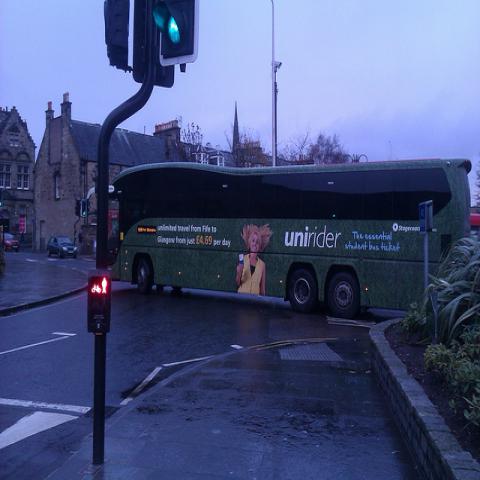 unlimited travel from Fife to
Glasgow from just £4.69 per day
unirider
The essential
student bus ticket
Stagecoach